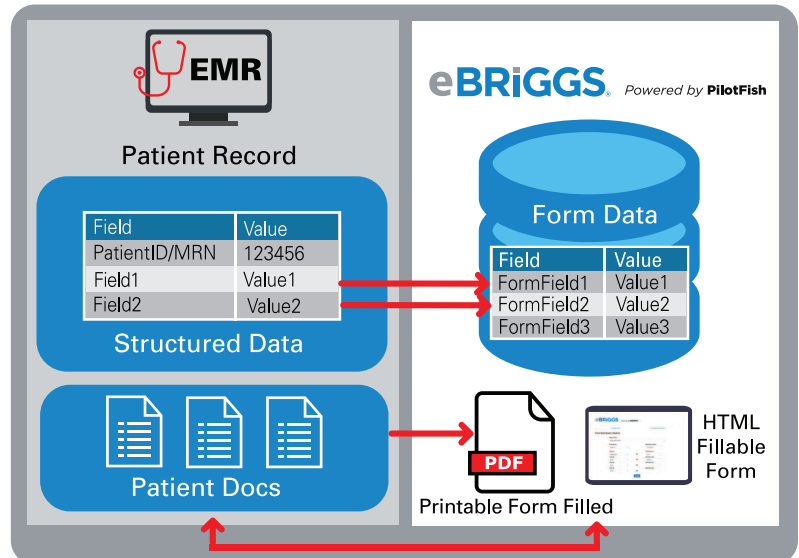 EMR
Patient Record
Field Value
PatientID/MRN 123456
Field1 Value1
Field2 Value2
Structured Data
Patient Docs
eBRiGGS® Powered by PilotFish
Form Data
Field Value
FormField1 Value1
FormField2 Value2
FormField3 Value3
PDF
Printable Form Filled
eBRiGGS
HTML
Fillable
Form